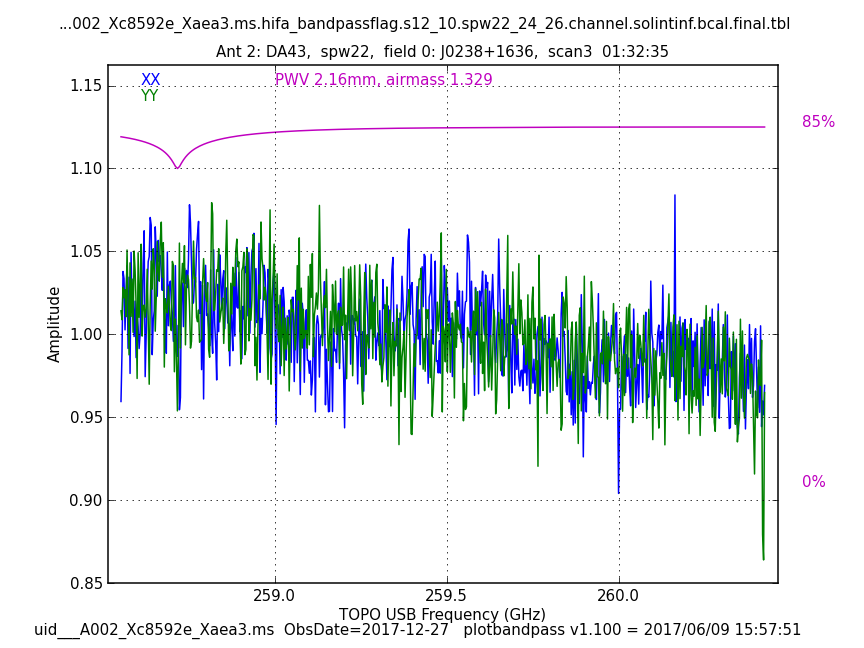 ...002_Xc8592e_Xaea3.ms.hifa_bandpassflag.s12_10.spw22_24_26.channel.solintinf.bcal.final.tbl
Ant 2: DA43,  spw22,  field 0: J0238+1636,  scan3  01:32:35
XX
YY
PWV 2.16mm, airmass 1.329
85%
0%
1.15
1.10
1.05
1.00
0.95
0.90
0.85
Amplitude
259.0
259.5
260.0
TOPO USB Frequency (GHz)
uid___A002_Xc8592e_Xaea3.ms  ObsDate=2017-12-27   plotbandpass v1.100 = 2017/06/09 15:57:51